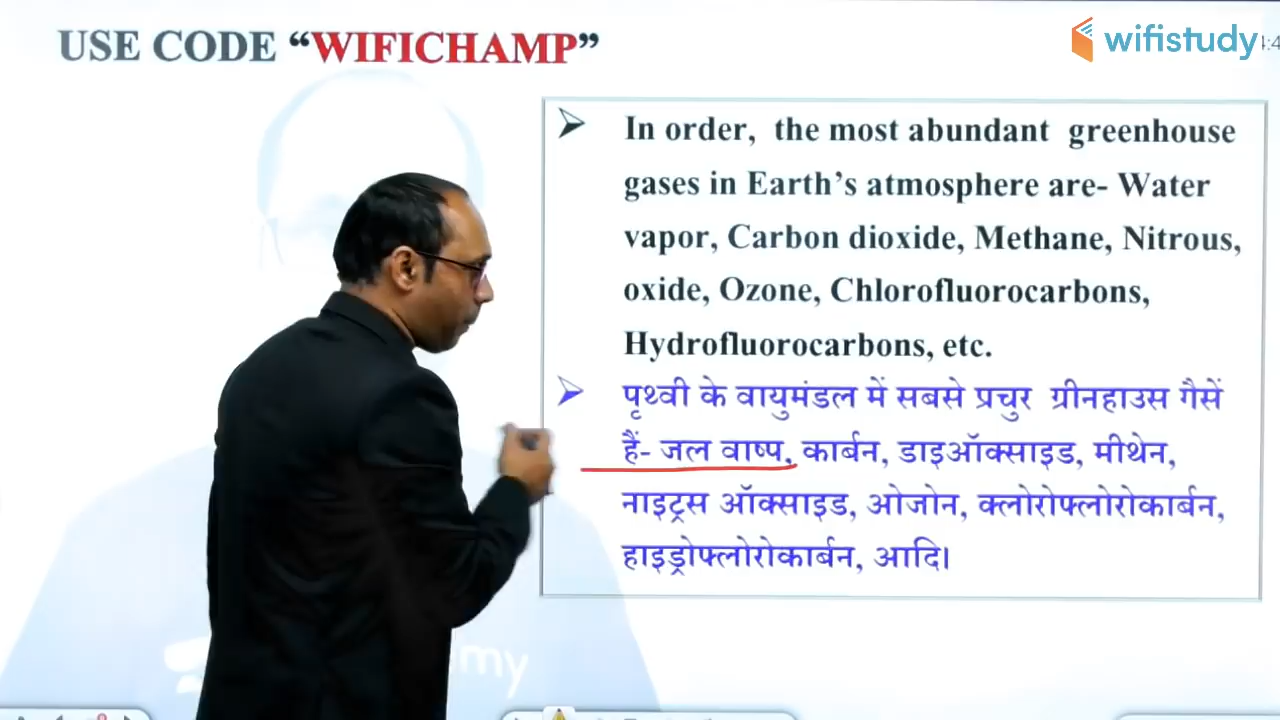 USE CODE “WIFICHAMP”
wifistudy
In order, the most abundant greenhouse
gases in Earth’s atmosphere are- Water
vapor, Carbon dioxide, Methane, Nitrous,
oxide, Ozone, Chlorofluorocarbons,
Hydrofluorocarbons, etc.
पृथ्वी के वायुमंडल में सबसे प्रचुर ग्रीनहाउस गैसें
हैं- जल वाष्प, कार्बन, डाइऑक्साइड, मीथेन,
नाइट्रस ऑक्साइड, ओजोन, क्लोरोफ्लोरोकार्बन,
हाइड्रोफ्लोरोकार्बन, आदि।